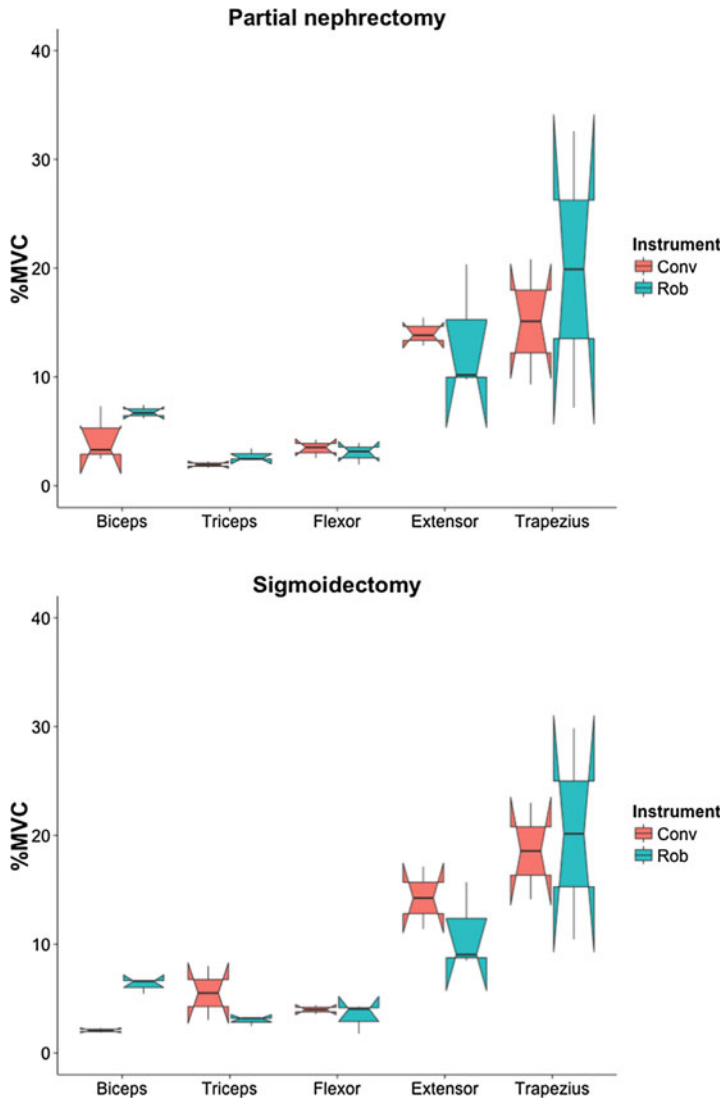 Partial nephrectomy
40
30
20
10
0
%MVC
Biceps Triceps Flexor Extensor Trapezius
Instrument
Conv
Rob
Sigmoidectomy
40
30
20
10
0
%MVC
Biceps Triceps Flexor Extensor Trapezius
Instrument
Conv
Rob